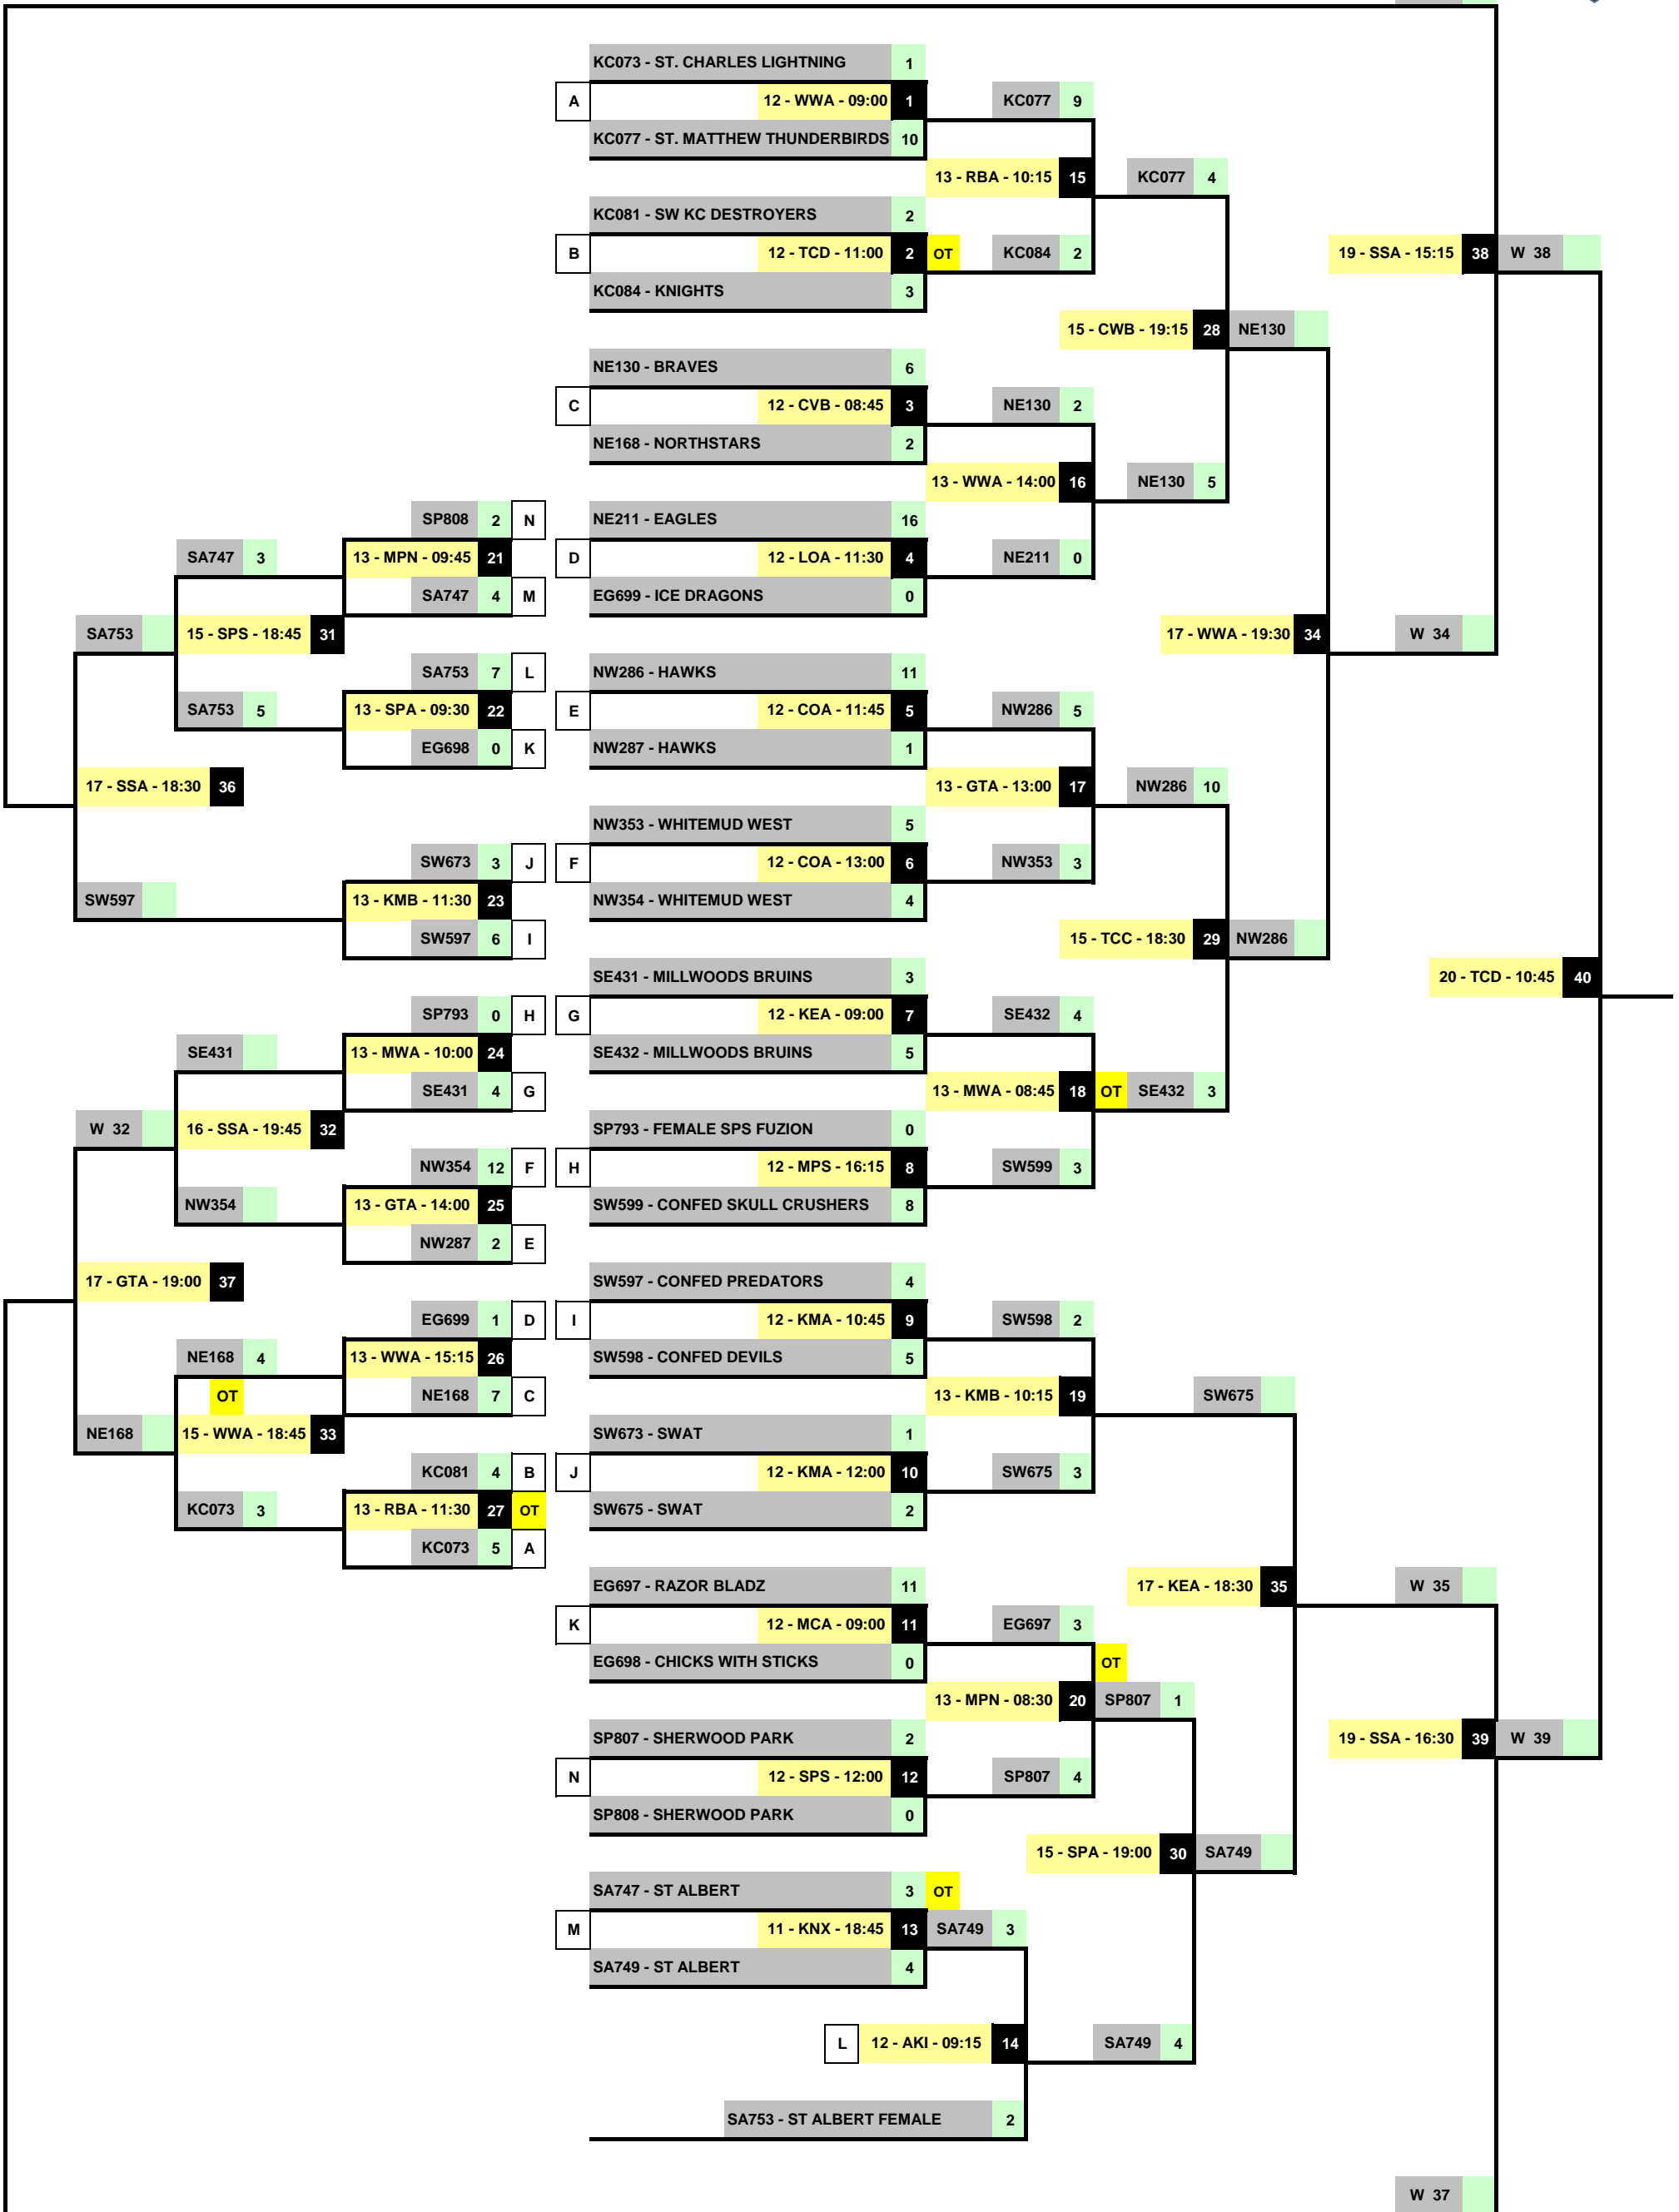 KC073 - ST. CHARLES LIGHTNING 1
A 12 - WWA - 09:00 1 KC077 9
KC077 - ST. MATTHEW THUNDERBIRDS 10
13 - RBA - 10:15 15 KC077 4
KC081 - SW KC DESTROYERS 2
B 12 - TCD - 11:00 2 OT KC084 2 19 - SSA - 15:15 38 W 38
KC084 - KNIGHTS 3
15 - CWB - 19:15 28 NE130
NE130 - BRAVES 6
C 12 - CVB - 08:45 3 NE130 2
NE168 - NORTHSTARS 2
13 - WWA - 14:00 16 NE130 5
SP808 2 N NE211 - EAGLES 16
SA747 3 13 - MPN - 09:45 21 D 12 - LOA - 11:30 4 NE211 0
SA747 4 M EG699 - ICE DRAGONS 0
SA753 15 - SPS - 18:45 31 17 - WWA - 19:30 34 W 34
SA753 7 L NW286 - HAWKS 11
SA753 5 13 - SPA - 09:30 22 E 12 - COA - 11:45 5 NW286 5
EG698 0 K NW287 - HAWKS 1
17 - SSA - 18:30 36 13 - GTA - 13:00 17 NW286 10
NW353 - WHITEMUD WEST 5
SW673 3 J F 12 - COA - 13:00 6 NW353 3
SW597 13 - KMB - 11:30 23 NW354 - WHITEMUD WEST 4
SW597 6 I 15 - TCC - 18:30 29 NW286
SE431 - MILLWOODS BRUINS 3 20 - TCD - 10:45 40
SP793 0 H G 12 - KEA - 09:00 7 SE432 4
SE431 13 - MWA - 10:00 24 SE432 - MILLWOODS BRUINS 5
SE431 4 G 13 - MWA - 08:45 18 OT SE432 3
W 32 16 - SSA - 19:45 32 SP793 - FEMALE SPS FUZION 0
NW354 12 F H 12 - MPS - 16:15 8 SW599 3
NW354 13 - GTA - 14:00 25 SW599 - CONFED SKULL CRUSHERS 8
NW287 2 E
17 - GTA - 19:00 37 SW597 - CONFED PREDATORS 4
EG699 1 D I 12 - KMA - 10:45 9 SW598 2
NE168 4 13 - WWA - 15:15 26 SW598 - CONFED DEVILS 5
OT NE168 7 C 13 - KMB - 10:15 19 SW675
NE168 15 - WWA - 18:45 33 SW673 - SWAT 1
KC081 4 B J 12 - KMA - 12:00 10 SW675 3
KC073 3 13 - RBA - 11:30 27 OT SW675 - SWAT 2
KC073 5 A
EG697 - RAZOR BLADZ 11 17 - KEA - 18:30 35 W 35
K 12 - MCA - 09:00 11 EG697 3
EG698 - CHICKS WITH STICKS 0 OT
13 - MPN - 08:30 20 SP807 1
SP807 - SHERWOOD PARK 2 19 - SSA - 16:30 39 W 39
N 12 - SPS - 12:00 12 SP807 4
SP808 - SHERWOOD PARK 0
15 - SPA - 19:00 30 SA749
SA747 - ST ALBERT 3 OT
M 11 - KNX - 18:45 13 SA749 3
SA749 - ST ALBERT 4
L 12 - AKI - 09:15 14 SA749 4
SA753 - ST ALBERT FEMALE 2
W 37